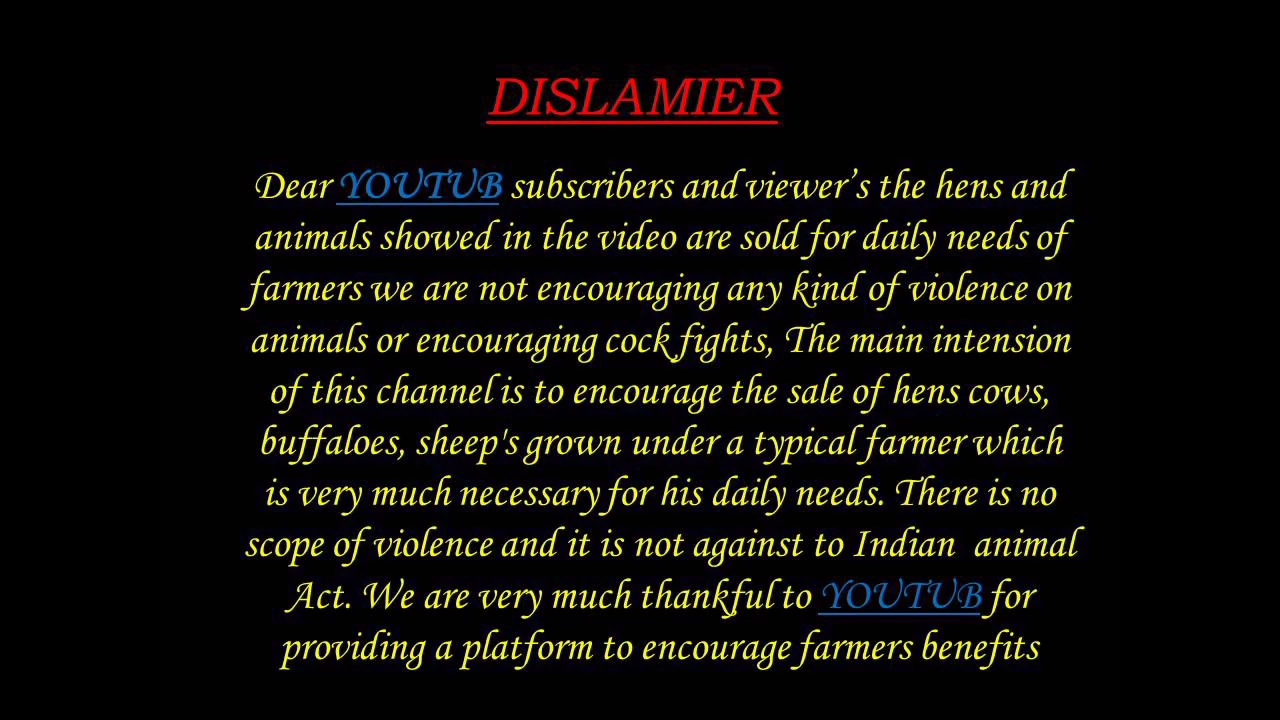 DISLAMIER
Dear YOUTUB subscribers and viewer’s the hens and
animals showed in the video are sold for daily needs of
farmers we are not encouraging any kind of violence on
animals or encouraging cock fights, The main intension
of this channel is to encourage the sale of hens cows,
buffaloes, sheep's grown under a typical farmer which
is very much necessary for his daily needs. There is no
scope of violence and it is not against to Indian  animal
Act. We are very much thankful to YOUTUB for
providing a platform to encourage farmers benefits